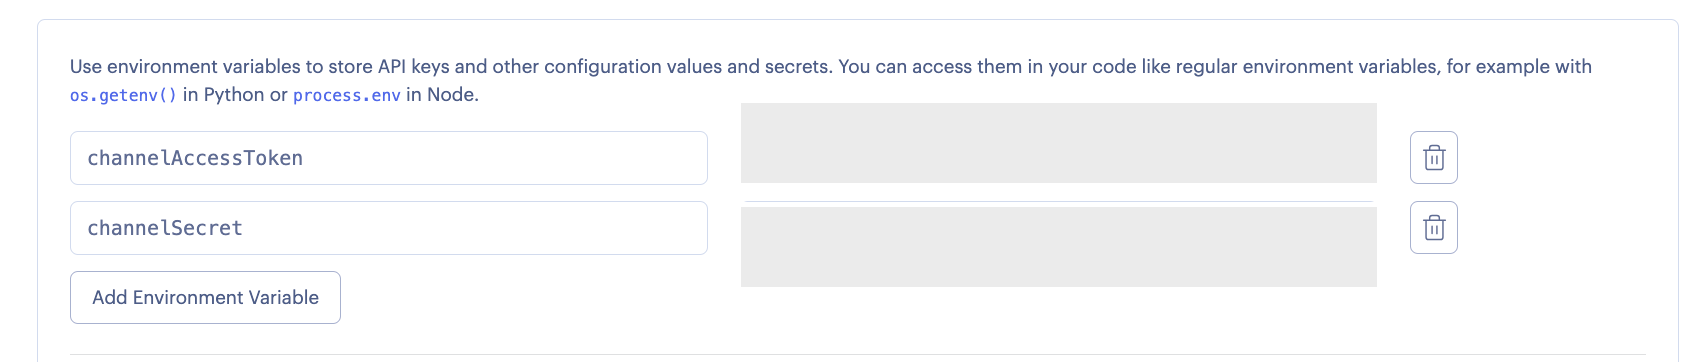 Use environment variables to store API keys and other configuration values and secrets. You can access them in your code like regular environment variables, for example with
os.getenv() in Python or process.env in Node.
channelAccessToken
channelSecret
Add Environment Variable